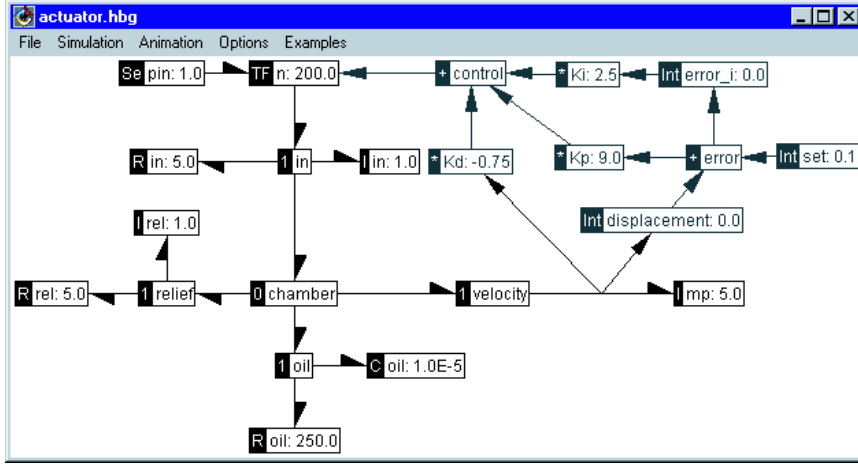 actuator.hbg
File Simulation Animation Options Examples
Se pin: 1.0 TF n: 200.0 + control * Ki: 2.5 Int error_i: 0.0
R in: 5.0 1 in I in: 1.0 * Kd: -0.75 * Kp: 9.0 + error Int set: 0.1
I rel: 1.0 Int displacement: 0.0
R rel: 5.0 1 relief 0 chamber 1 velocity I mp: 5.0
1 oil C oil: 1.0E-5
R oil: 250.0